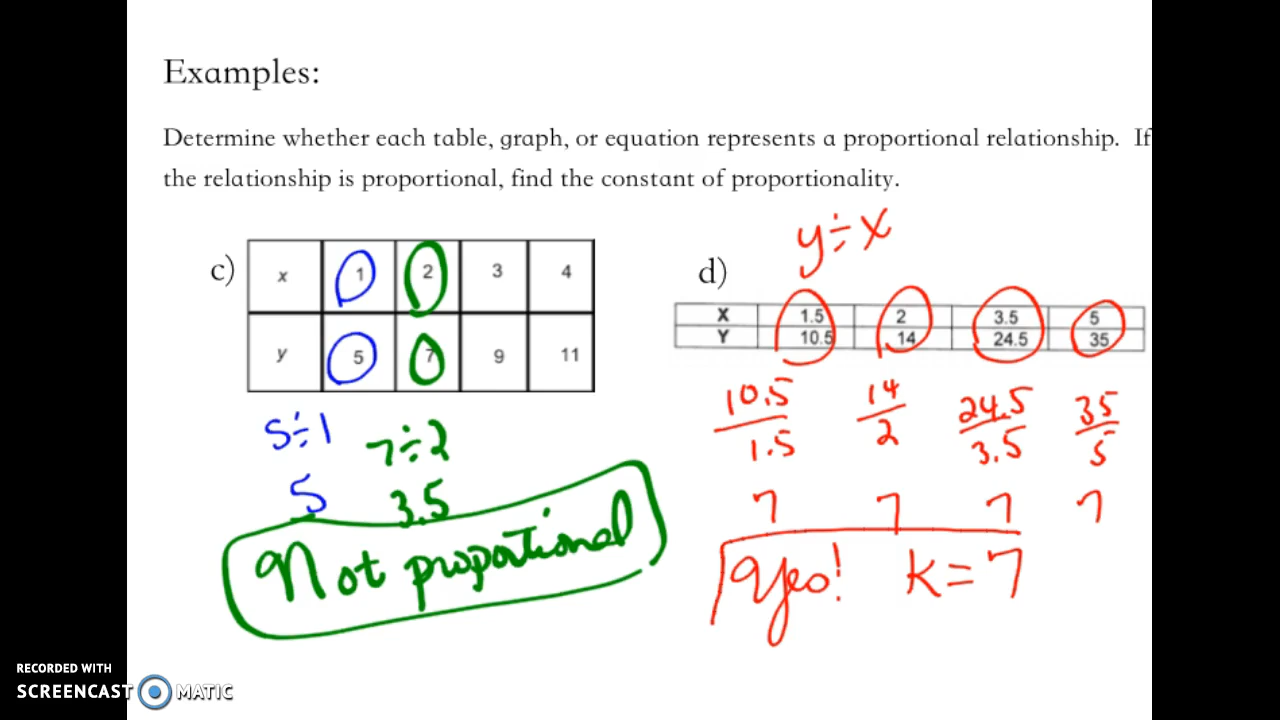 Examples:
Determine whether each table, graph, or equation represents a proportional relationship. If
the relationship is proportional, find the constant of proportionality.
c)
x 1 2 3 4
y 5 7 9 11
5÷1 7÷2
5 3.5
Not proportional
y÷x
d)
X 1.5 2 3.5 5
Y 10.5 14 24.5 35
10.5/1.5 14/2 24.5/3.5 35/5
7 7 7 7
Yes! k=7
RECORDED WITH
SCREENCAST MATIC